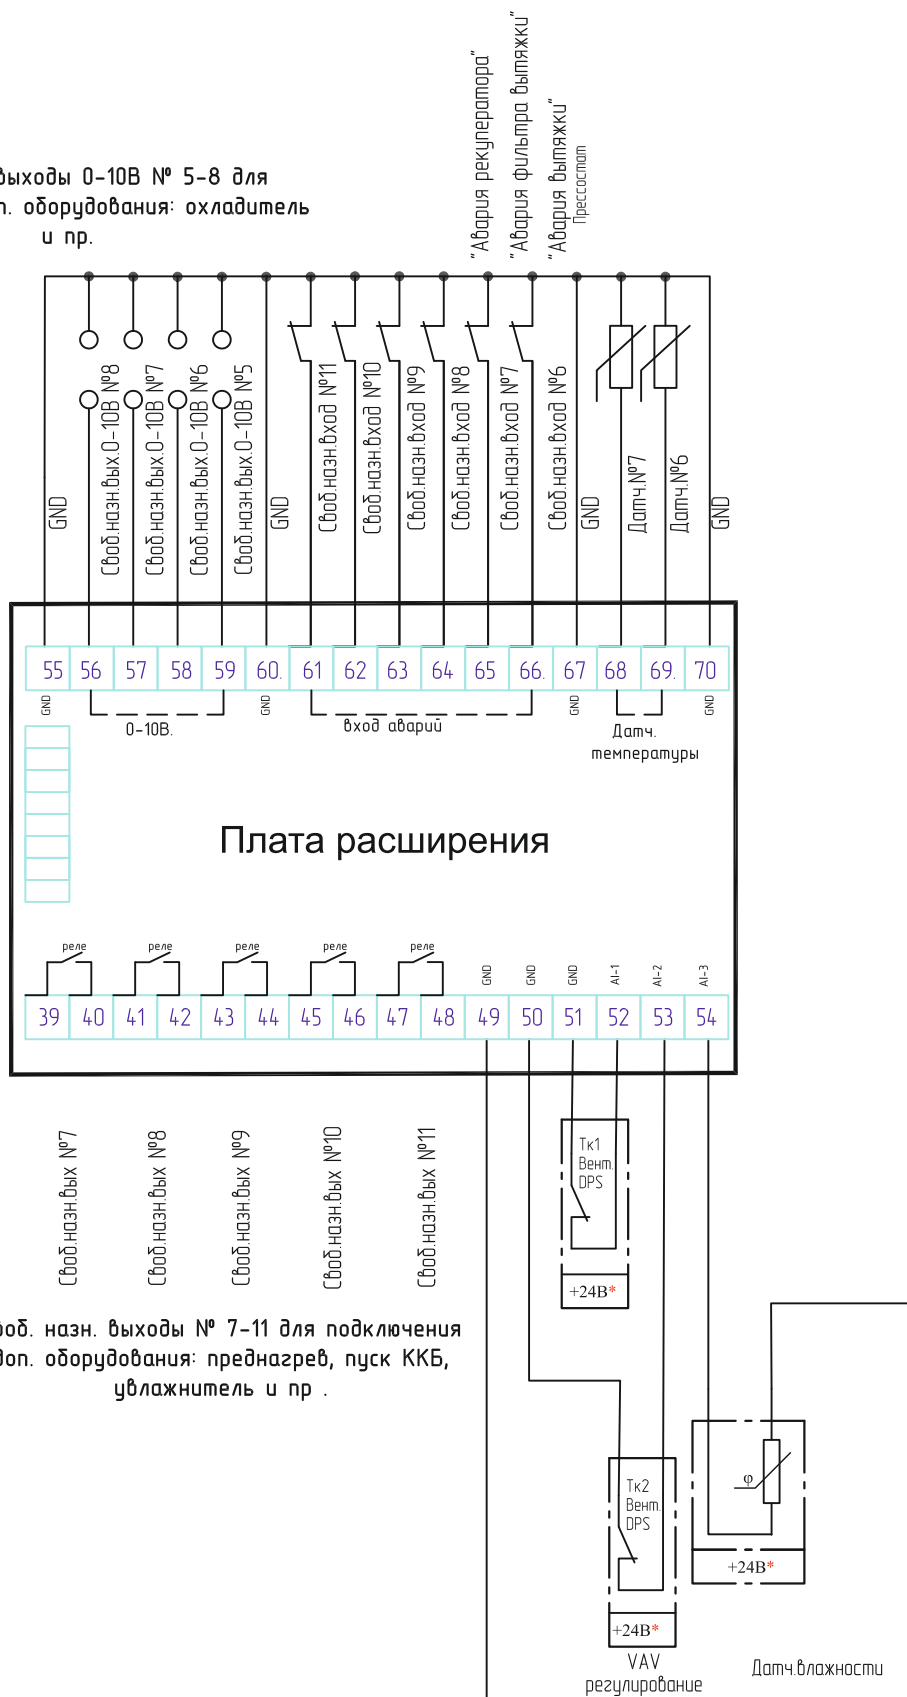 "Авария рекуператора"
"Авария фильтра вытяжки"
"Авария вытяжки"
Прессостат
выходы 0-10В № 5-8 для
п. оборудования: охладитель
и пр.
GND
Своб.назн.вых.0-10В №8
Своб.назн.вых.0-10В №7
Своб.назн.вых.0-10В №6
Своб.назн.вых.0-10В №5
GND
Своб.назн.вход №11
Своб.назн.вход №10
Своб.назн.вход №9
Своб.назн.вход №8
Своб.назн.вход №7
Своб.назн.вход №6
GND
Датч.№7
Датч.№6
GND
55 56 57 58 59 60. 61 62 63 64 65 66. 67 68 69. 70
GND
0-10В.
GND
вход аварий
GND
Датч.
температуры
GND
Плата расширения
реле реле реле реле реле
GND GND GND AI-1 AI-2 AI-3
39 40 41 42 43 44 45 46 47 48 49 50 51 52 53 54
Своб.назн.вых №7
Своб.назн.вых №8
Своб.назн.вых №9
Своб.назн.вых №10
Своб.назн.вых №11
Тк1
Вент.
DPS
+24В*
об. назн. выходы № 7-11 для подключения
доп. оборудования: преднагрев, пуск ККБ,
увлажнитель и пр .
Тк2
Вент.
DPS
+24В*
VAV
регулирование
φ
+24В*
Датч.влажности